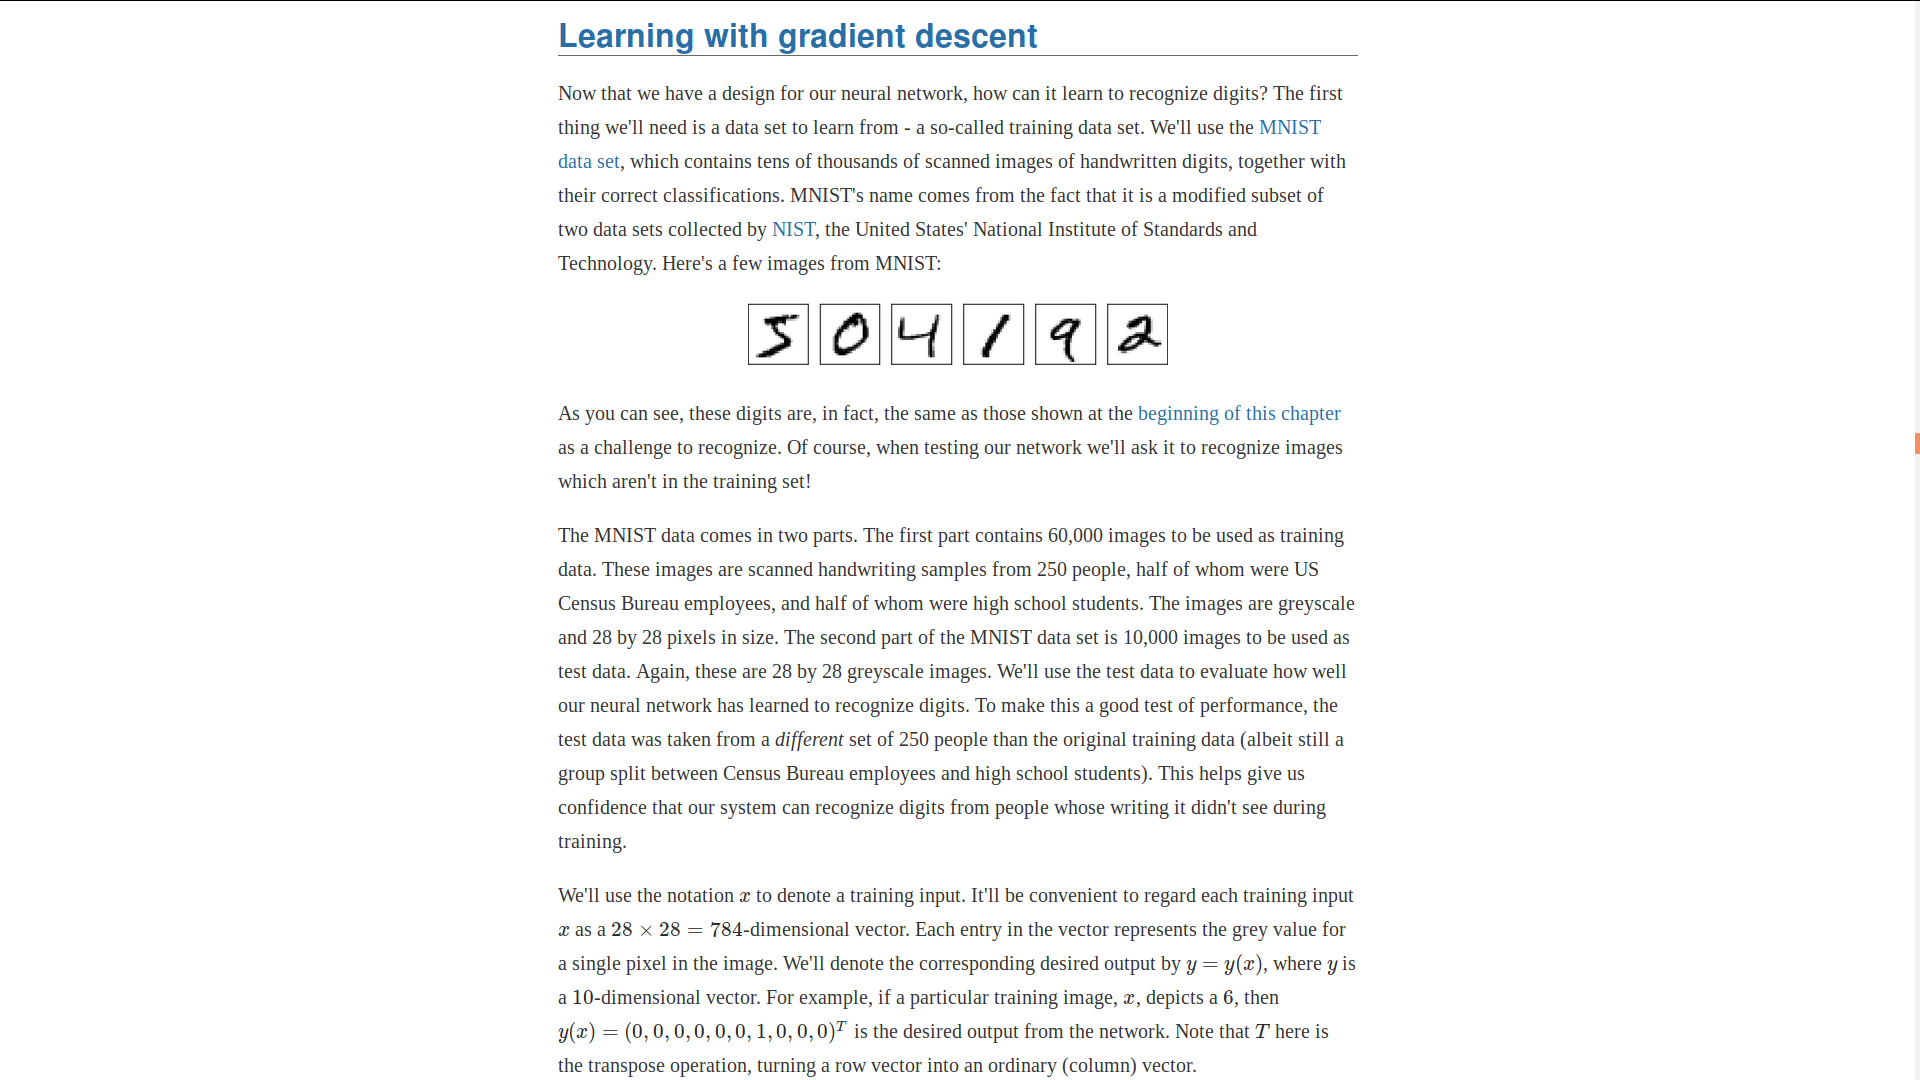 Learning with gradient descent
Now that we have a design for our neural network, how can it learn to recognize digits? The first
thing we'll need is a data set to learn from - a so-called training data set. We'll use the MNIST
data set, which contains tens of thousands of scanned images of handwritten digits, together with
their correct classifications. MNIST's name comes from the fact that it is a modified subset of
two data sets collected by NIST, the United States' National Institute of Standards and
Technology. Here's a few images from MNIST:
5 0 4 1 9 2
As you can see, these digits are, in fact, the same as those shown at the beginning of this chapter
as a challenge to recognize. Of course, when testing our network we'll ask it to recognize images
which aren't in the training set!
The MNIST data comes in two parts. The first part contains 60,000 images to be used as training
data. These images are scanned handwriting samples from 250 people, half of whom were US
Census Bureau employees, and half of whom were high school students. The images are greyscale
and 28 by 28 pixels in size. The second part of the MNIST data set is 10,000 images to be used as
test data. Again, these are 28 by 28 greyscale images. We'll use the test data to evaluate how well
our neural network has learned to recognize digits. To make this a good test of performance, the
test data was taken from a different set of 250 people than the original training data (albeit still a
group split between Census Bureau employees and high school students). This helps give us
confidence that our system can recognize digits from people whose writing it didn't see during
training.
We'll use the notation x to denote a training input. It'll be convenient to regard each training input
x as a 28 × 28 = 784-dimensional vector. Each entry in the vector represents the grey value for
a single pixel in the image. We'll denote the corresponding desired output by y = y(x), where y is
a 10-dimensional vector. For example, if a particular training image, x, depicts a 6, then
y(x) = (0, 0, 0, 0, 0, 0, 1, 0, 0, 0)^T is the desired output from the network. Note that T here is
the transpose operation, turning a row vector into an ordinary (column) vector.